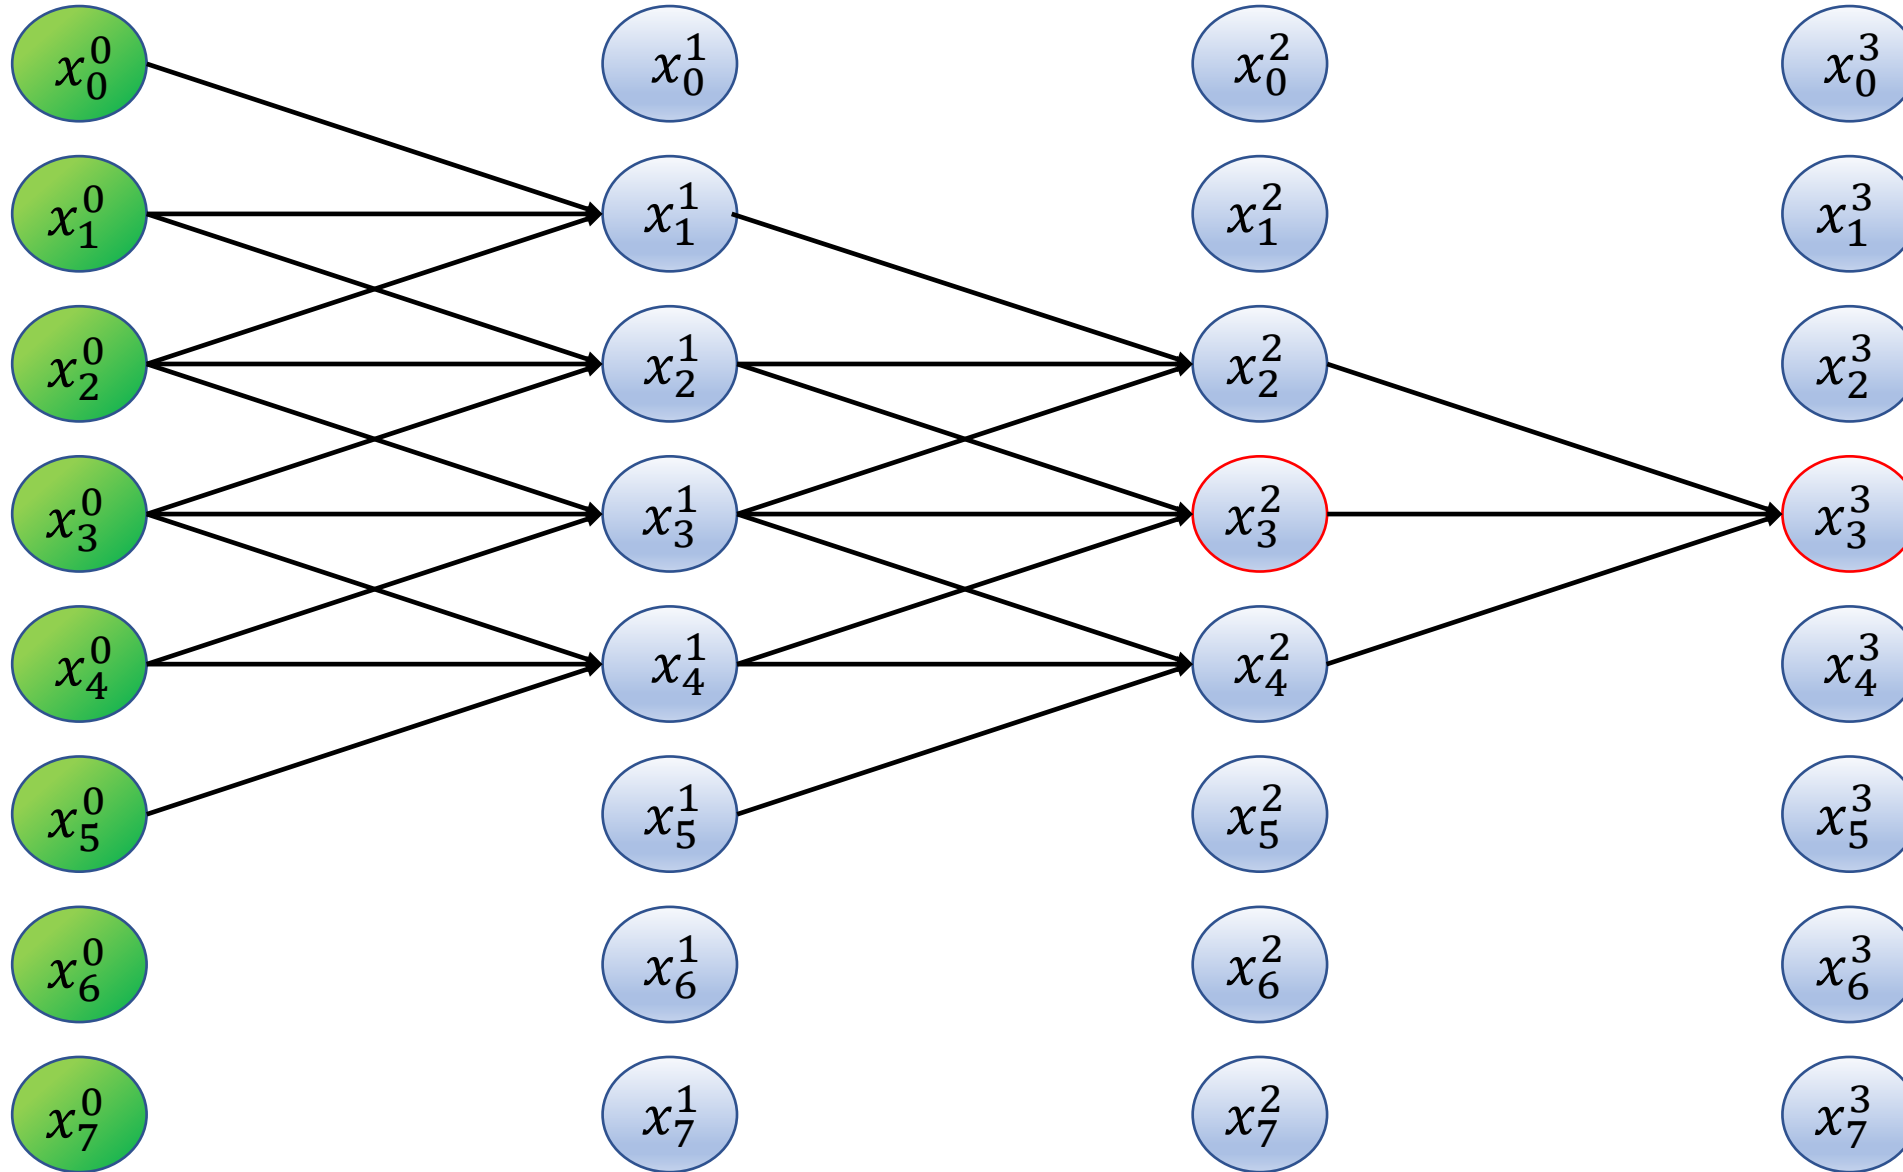 x_0^0 x_0^1 x_0^2 x_0^3
x_1^0 x_1^1 x_1^2 x_1^3
x_2^0 x_2^1 x_2^2 x_2^3
x_3^0 x_3^1 x_3^2 x_3^3
x_4^0 x_4^1 x_4^2 x_4^3
x_5^0 x_5^1 x_5^2 x_5^3
x_6^0 x_6^1 x_6^2 x_6^3
x_7^0 x_7^1 x_7^2 x_7^3